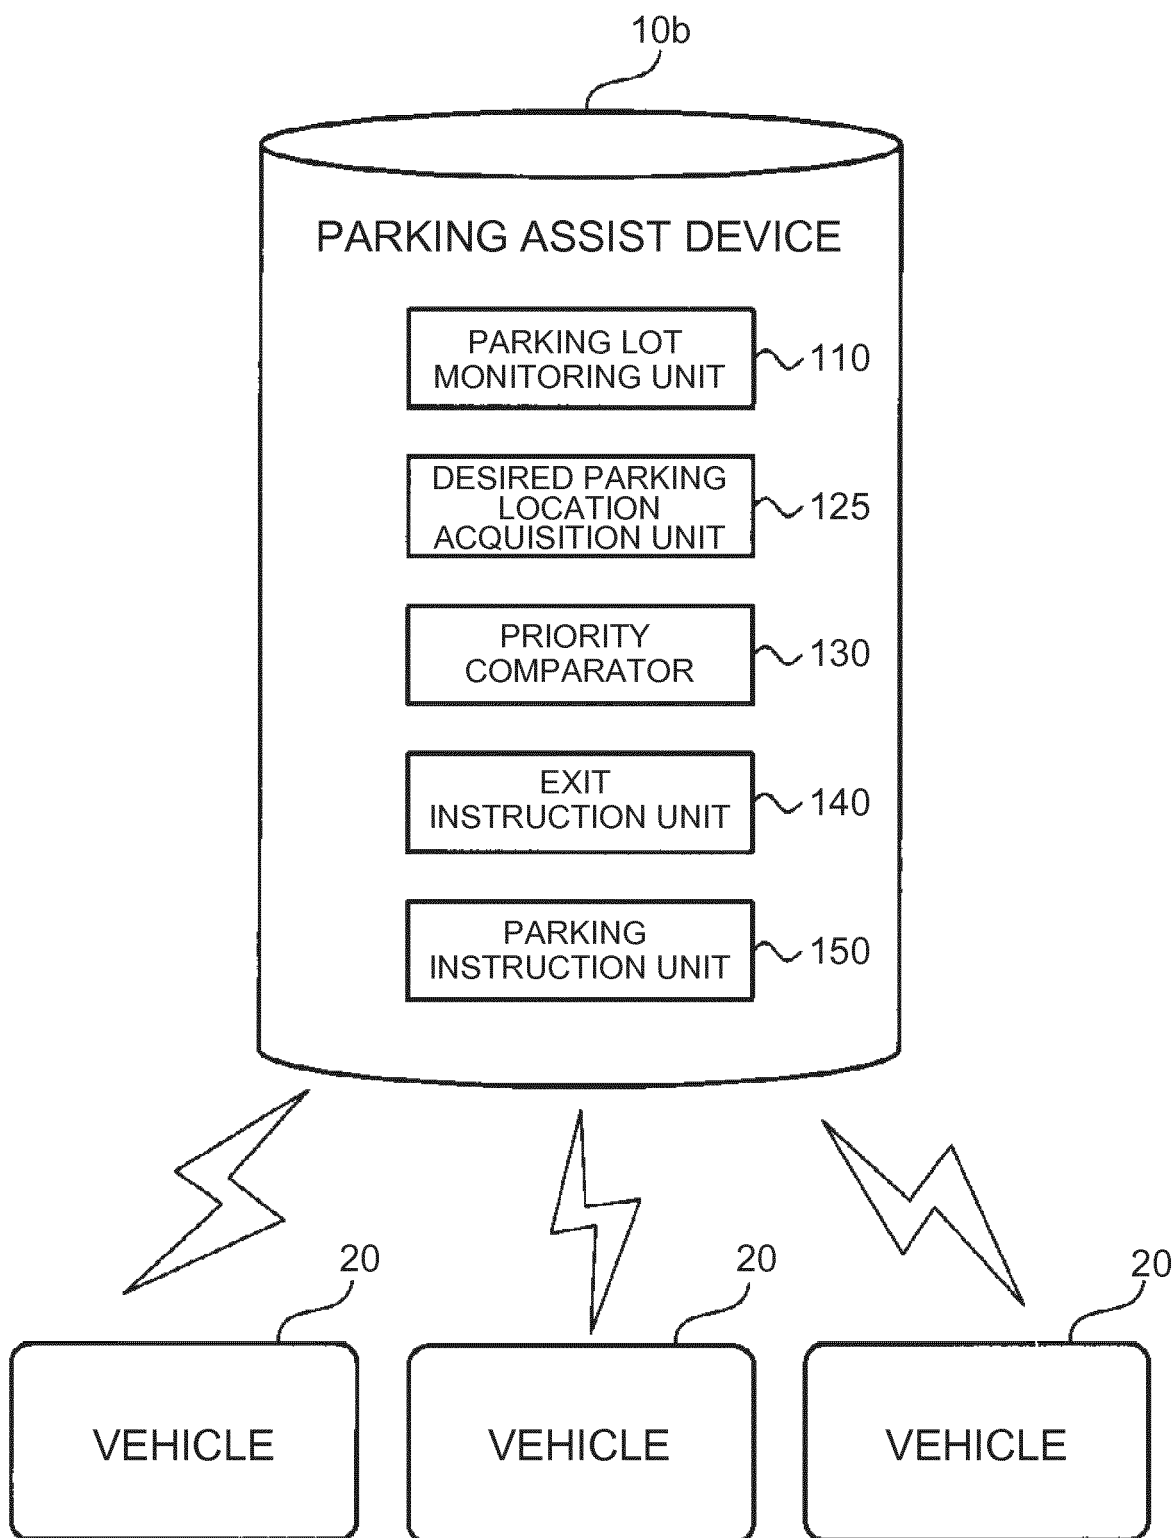 10b
PARKING ASSIST DEVICE
PARKING LOT
MONITORING UNIT
110
DESIRED PARKING
LOCATION
ACQUISITION UNIT
125
PRIORITY
COMPARATOR
130
EXIT
INSTRUCTION UNIT
140
PARKING
INSTRUCTION UNIT
150
20
20
20
VEHICLE
VEHICLE
VEHICLE